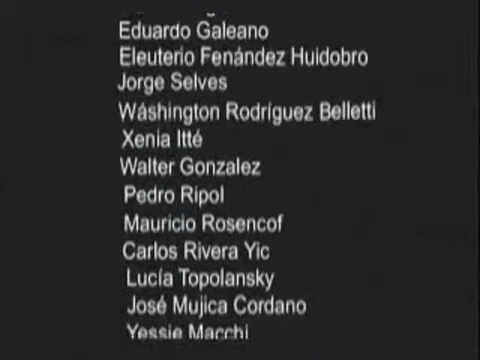 Eduardo Galeano
Eleuterio Fenández Huidobro
Jorge Selves
Wáshington Rodríguez Belletti
Xenia Itté
Walter Gonzalez
Pedro Ripol
Mauricio Rosencof
Carlos Rivera Yic
Lucía Topolansky
José Mujica Cordano
Yessie Macchi